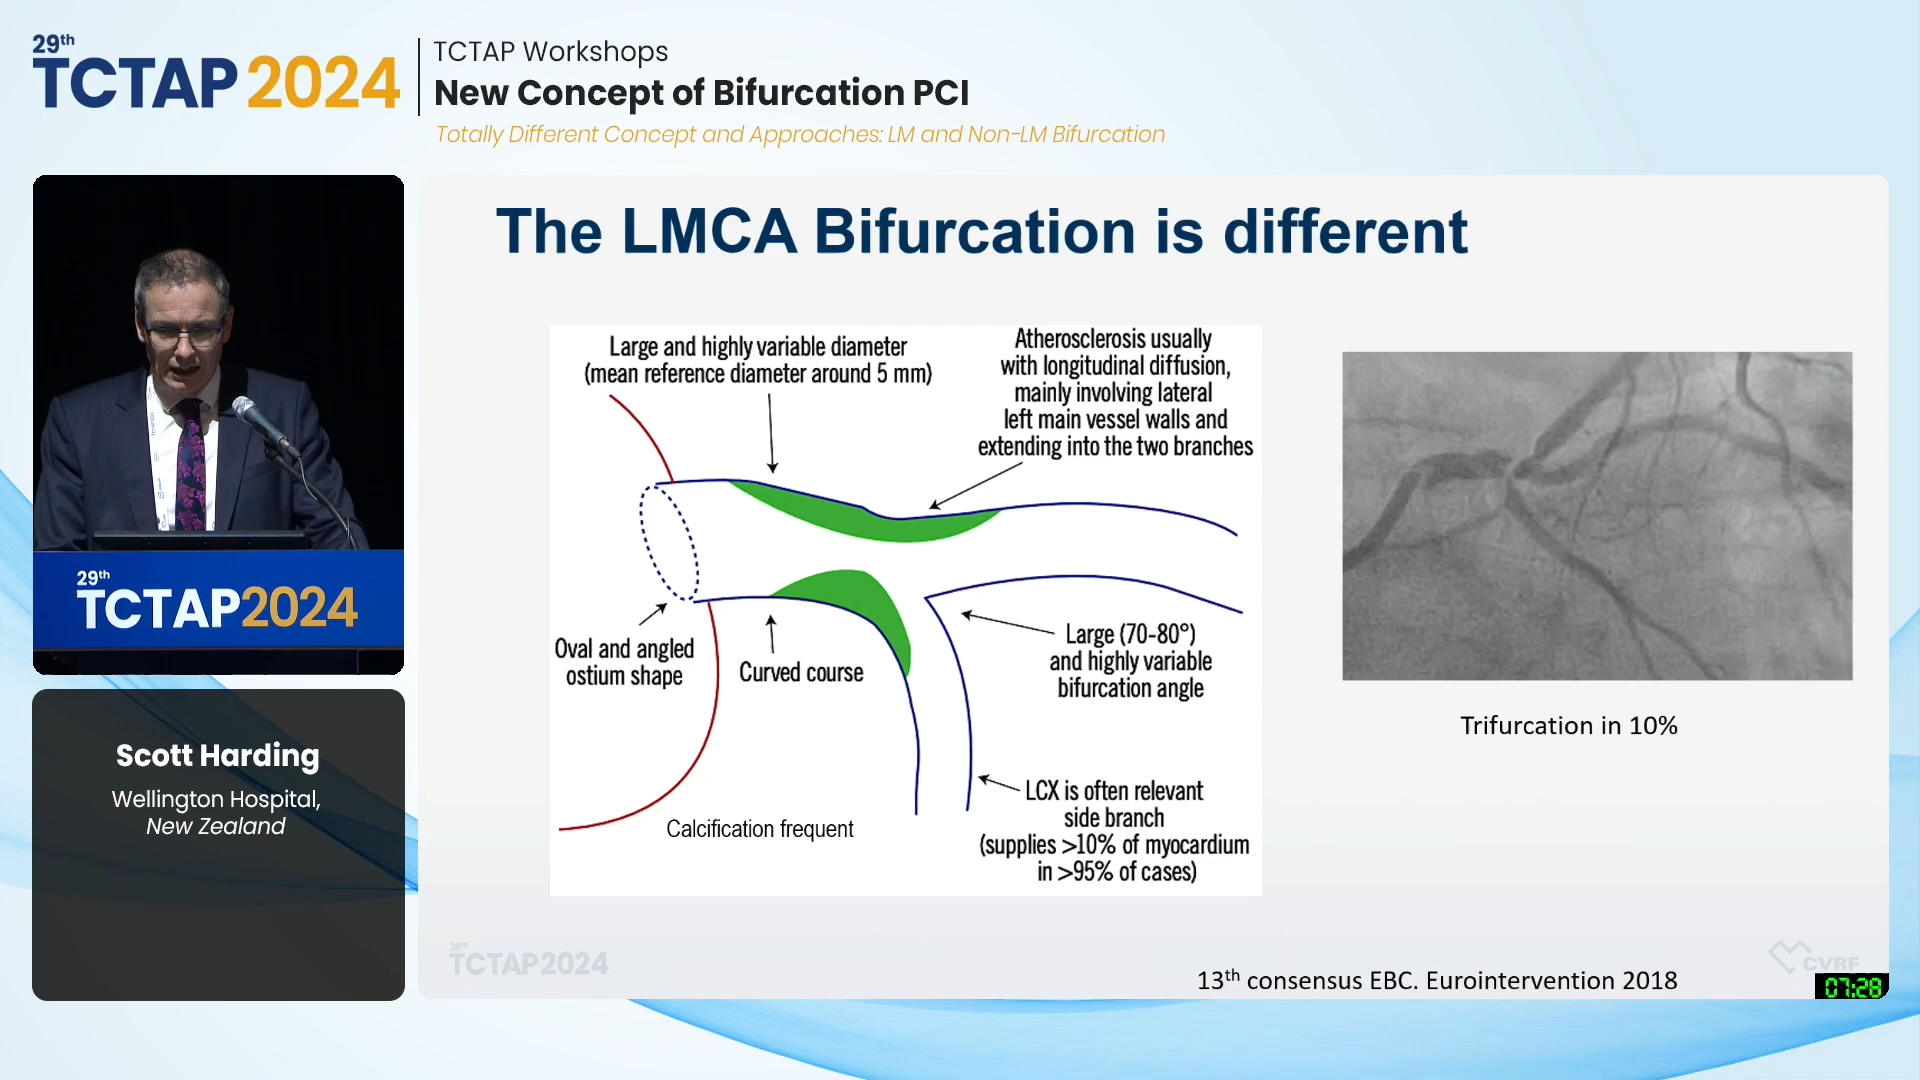 29th
TCTAP 2024
TCTAP Workshops
New Concept of Bifurcation PCI
Totally Different Concept and Approaches: LM and Non-LM Bifurcation
29th
TCTAP2024
Scott Harding
Wellington Hospital,
New Zealand
The LMCA Bifurcation is different
Large and highly variable diameter
(mean reference diameter around 5 mm)
Atherosclerosis usually
with longitudinal diffusion,
mainly involving lateral
left main vessel walls and
extending into the two branches
Oval and angled
ostium shape
Curved course
Large (70-80°)
and highly variable
bifurcation angle
LCX is often relevant
side branch
(supplies >10% of myocardium
in >95% of cases)
Calcification frequent
Trifurcation in 10%
29th
TCTAP2024
13th consensus EBC. Eurointervention 2018
CVRF
07:28